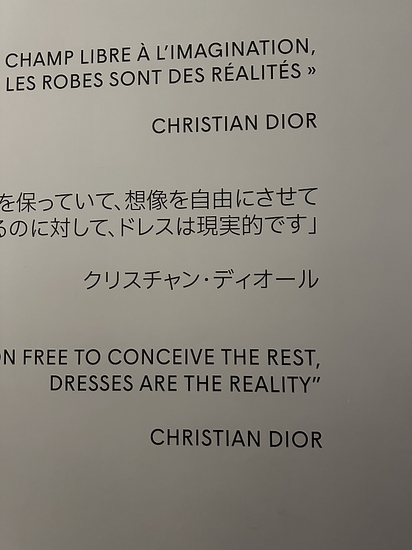 CHAMP LIBRE À L'IMAGINATION,
LES ROBES SONT DES RÉALITÉS »
CHRISTIAN DIOR
を保っていて、想像を自由にさせて
るのに対して、ドレスは現実的です」
クリスチャン・ディオール
FREE TO CONCEIVE THE REST,
DRESSES ARE THE REALITY”
CHRISTIAN DIOR